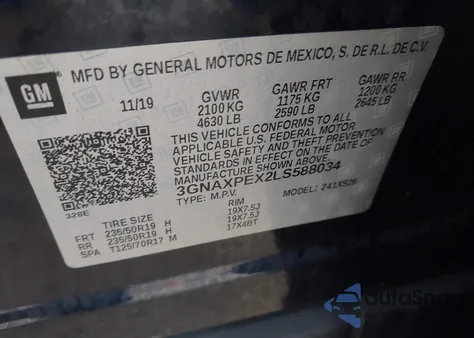 GM
MFD BY GENERAL MOTORS DE MEXICO, S. DE R.L. DE C.V.
11/19 GVWR GAWR FRT GAWR RR
2100 KG 1175 KG 1200 KG
4630 LB 2590 LB 2645 LB
THIS VEHICLE CONFORMS TO ALL
APPLICABLE U.S. FEDERAL MOTOR
VEHICLE SAFETY AND THEFT PREVENTION
STANDARDS IN EFFECT ON THE DATE OF
MANUFACTURE SHOWN ABOVE.
3GNAXPEX2LS588034
TYPE: M.P.V. MODEL: 241XS26
328E
TIRE SIZE RIM
FRT 235/50R19 H 19X7.5J
RR 235/50R19 H 19X7.5J
SPA T125/70R17 M 17X4BT